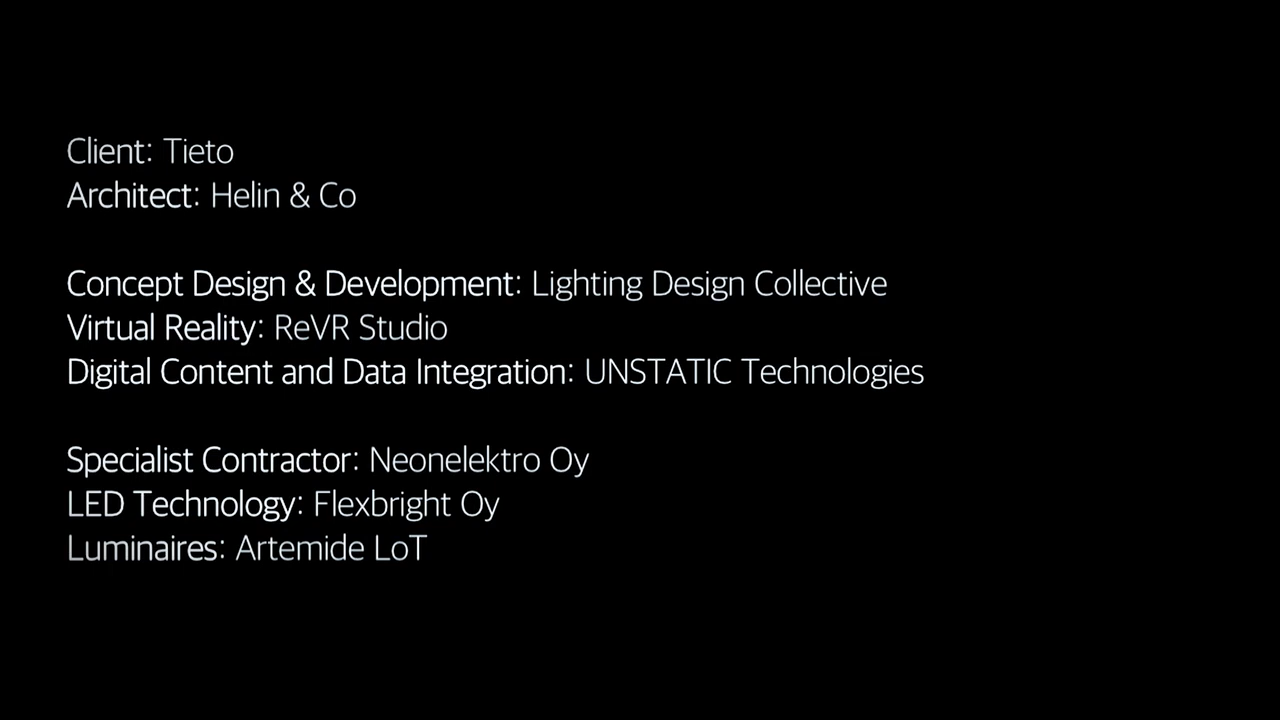 Client: Tieto
Architect: Helin & Co
Concept Design & Development: Lighting Design Collective
Virtual Reality: ReVR Studio
Digital Content and Data Integration: UNSTATIC Technologies
Specialist Contractor: Neonelektro Oy
LED Technology: Flexbright Oy
Luminaires: Artemide LoT